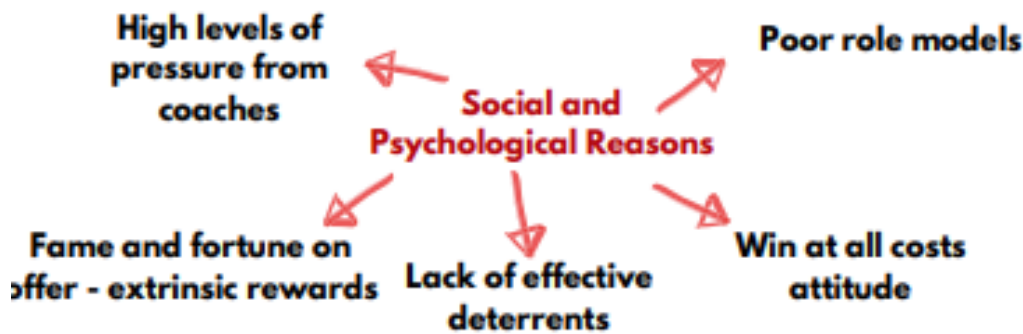 High levels of
pressure from
coaches
Poor role models
Social and
Psychological Reasons
Fame and fortune on
offer - extrinsic rewards
Lack of effective
deterrents
Win at all costs
attitude